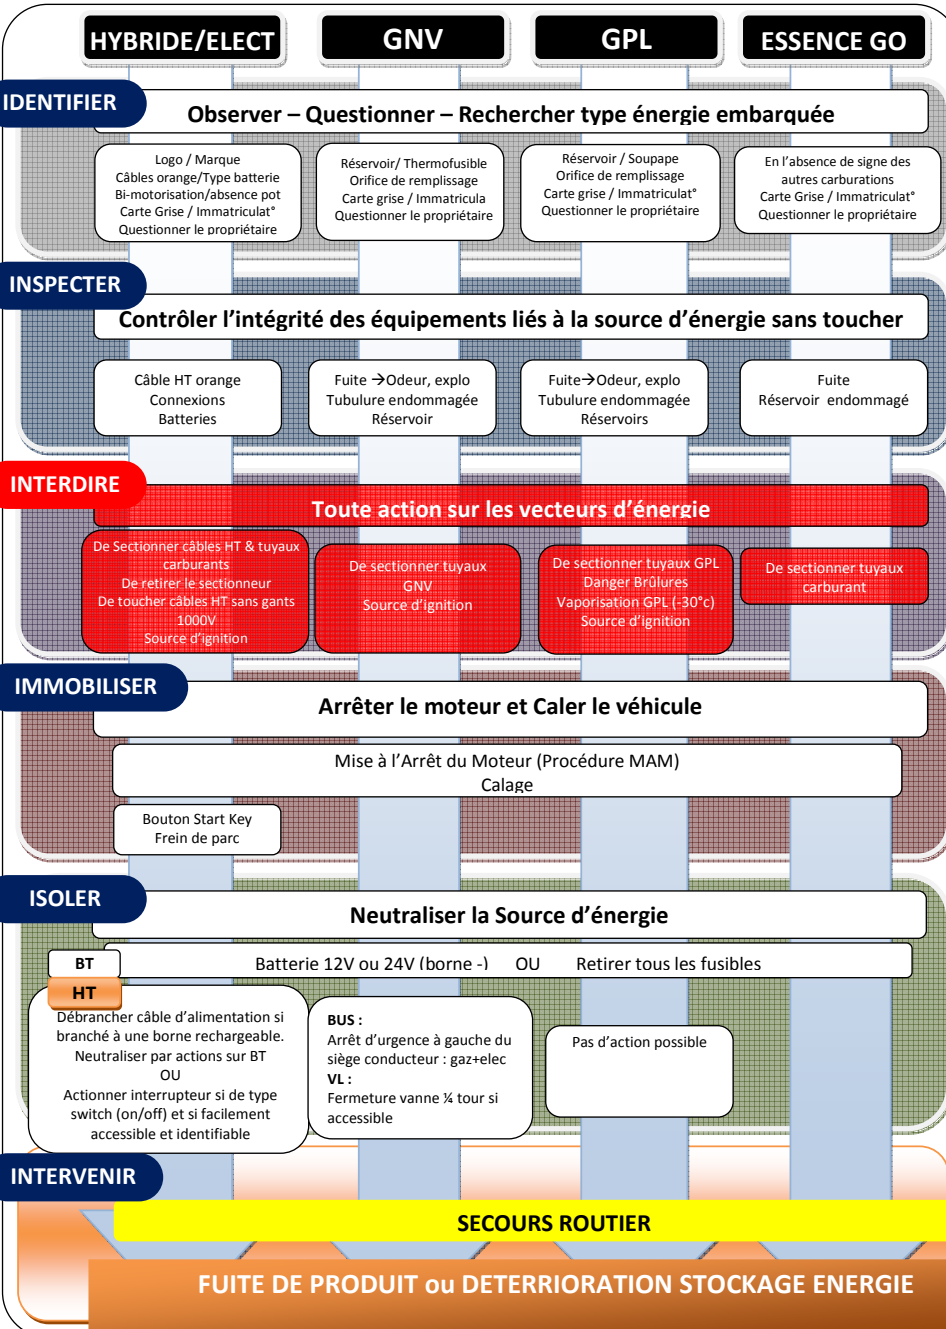 HYBRIDE/ELECT
GNV
GPL
ESSENCE GO
IDENTIFIER
Observer – Questionner – Rechercher type énergie embarquée
Logo / Marque
Câbles orange/Type batterie
Bi-motorisation/absence pot
Carte Grise / Immatriculat°
Questionner le propriétaire
Réservoir/ Thermofusible
Orifice de remplissage
Carte grise / Immatricula
Questionner le propriétaire
Réservoir / Soupape
Orifice de remplissage
Carte grise / Immatriculat°
Questionner le propriétaire
En l’absence de signe des
autres carburations
Carte Grise / Immatriculat°
Questionner le propriétaire
INSPECTER
Contrôler l’intégrité des équipements liés à la source d’énergie sans toucher
Câble HT orange
Connexions
Batteries
Fuite →Odeur, explo
Tubulure endommagée
Réservoir
Fuite→Odeur, explo
Tubulure endommagée
Réservoirs
Fuite
Réservoir endommagé
INTERDIRE
Toute action sur les vecteurs d’énergie
De Sectionner câbles HT & tuyaux
carburants
De retirer le sectionneur
De toucher câbles HT sans gants
1000V
Source d’ignition
De sectionner tuyaux
GNV
Source d’ignition
De sectionner tuyaux GPL
Danger Brûlures
Vaporisation GPL (-30°c)
Source d’ignition
De sectionner tuyaux
carburant
IMMOBILISER
Arrêter le moteur et Caler le véhicule
Mise à l’Arrêt du Moteur (Procédure MAM)
Calage
Bouton Start Key
Frein de parc
ISOLER
Neutraliser la Source d’énergie
BT
Batterie 12V ou 24V (borne -) OU Retirer tous les fusibles
HT
Débrancher câble d’alimentation si
branché à une borne rechargeable.
Neutraliser par actions sur BT
OU
Actionner interrupteur si de type
switch (on/off) et si facilement
accessible et identifiable
BUS :
Arrêt d’urgence à gauche du
siège conducteur : gaz+elec
VL :
Fermeture vanne ¼ tour si
accessible
Pas d’action possible
INTERVENIR
SECOURS ROUTIER
FUITE DE PRODUIT ou DETERRIORATION STOCKAGE ENERGIE